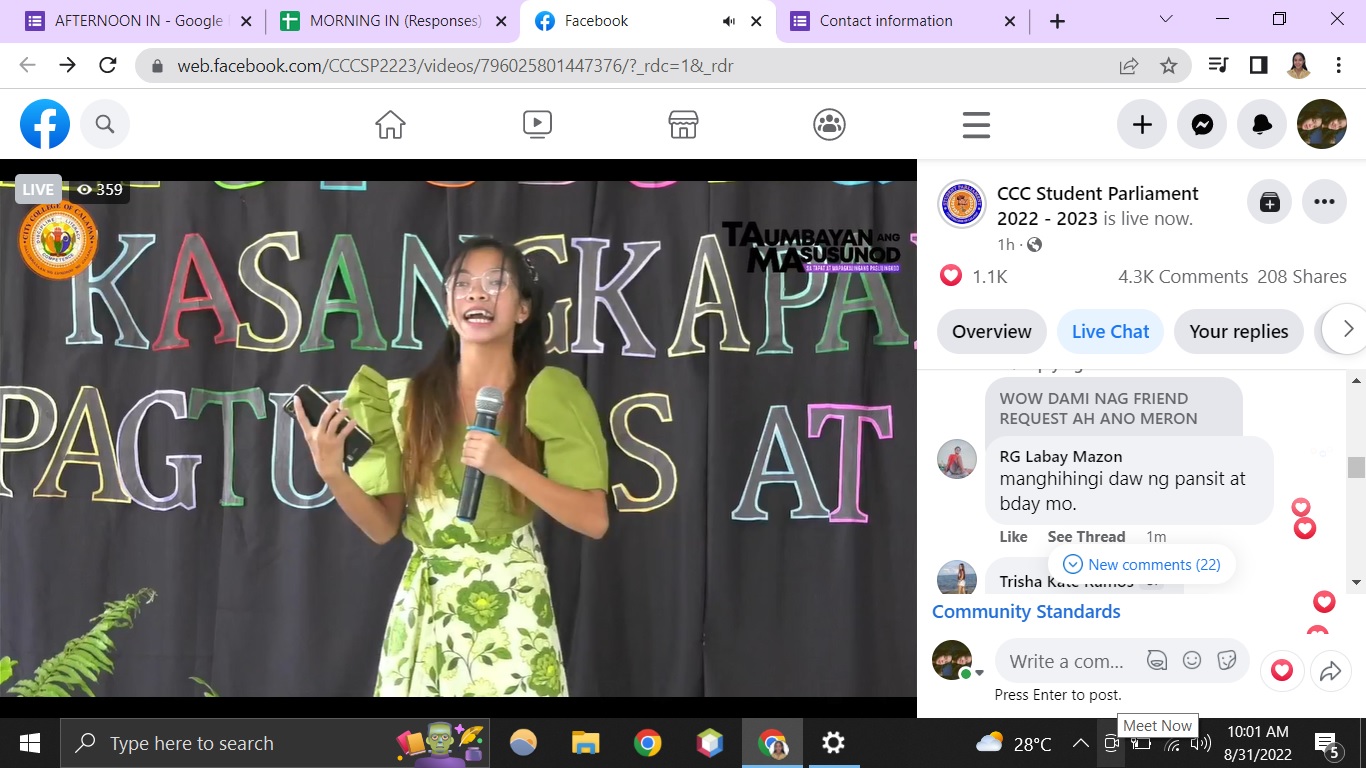 AFTERNOON IN - Google
MORNING IN (Responses)
Facebook
Contact information
web.facebook.com/CCCSP2223/videos/796025801447376/?_rdc=1&_rdr
LIVE
359
CITY COLLEGE OF CALAPAN
TAUMBAYAN ANG
MASUSUNOD
SA TAPAT AT MAPAGKALINGANG PAGLILINGKOD
KASANGKAPA
PAGTU S AT
CCC Student Parliament
2022 - 2023 is live now.
1h ·
1.1K
4.3K Comments 208 Shares
Overview
Live Chat
Your replies
WOW DAMI NAG FRIEND
REQUEST AH ANO MERON
RG Labay Mazon
manghihingi daw ng pansit at
bday mo.
Like See Thread 1m
New comments (22)
Trisha Kate Ramos
Community Standards
Write a com...
Press Enter to post.
Meet Now
Type here to search
28°C
10:01 AM
8/31/2022
5